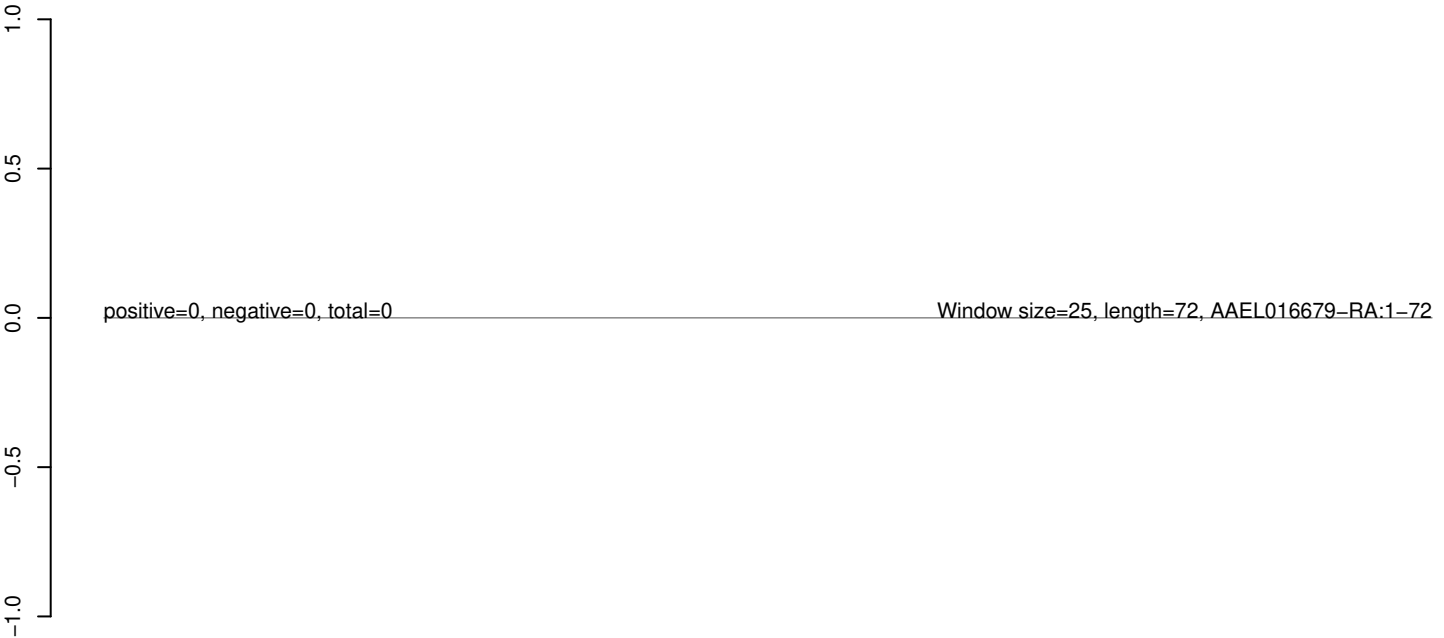 1.0
0.5
0.0
−0.5
−1.0
positive=0, negative=0, total=0
Window size=25, length=72, AAEL016679−RA:1−72